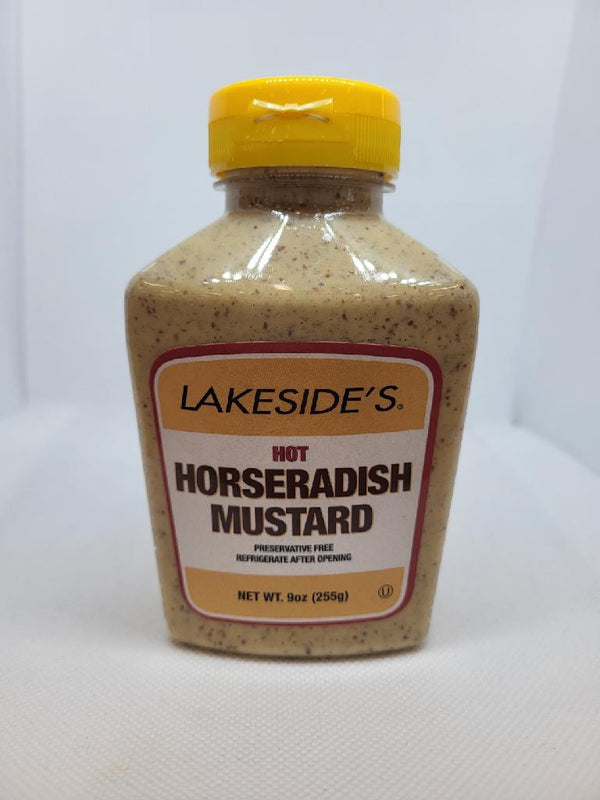 LAKESIDE'S®
HOT
HORSERADISH
MUSTARD
PRESERVATIVE FREE
REFRIGERATE AFTER OPENING
NET WT. 9oz (255g)
U